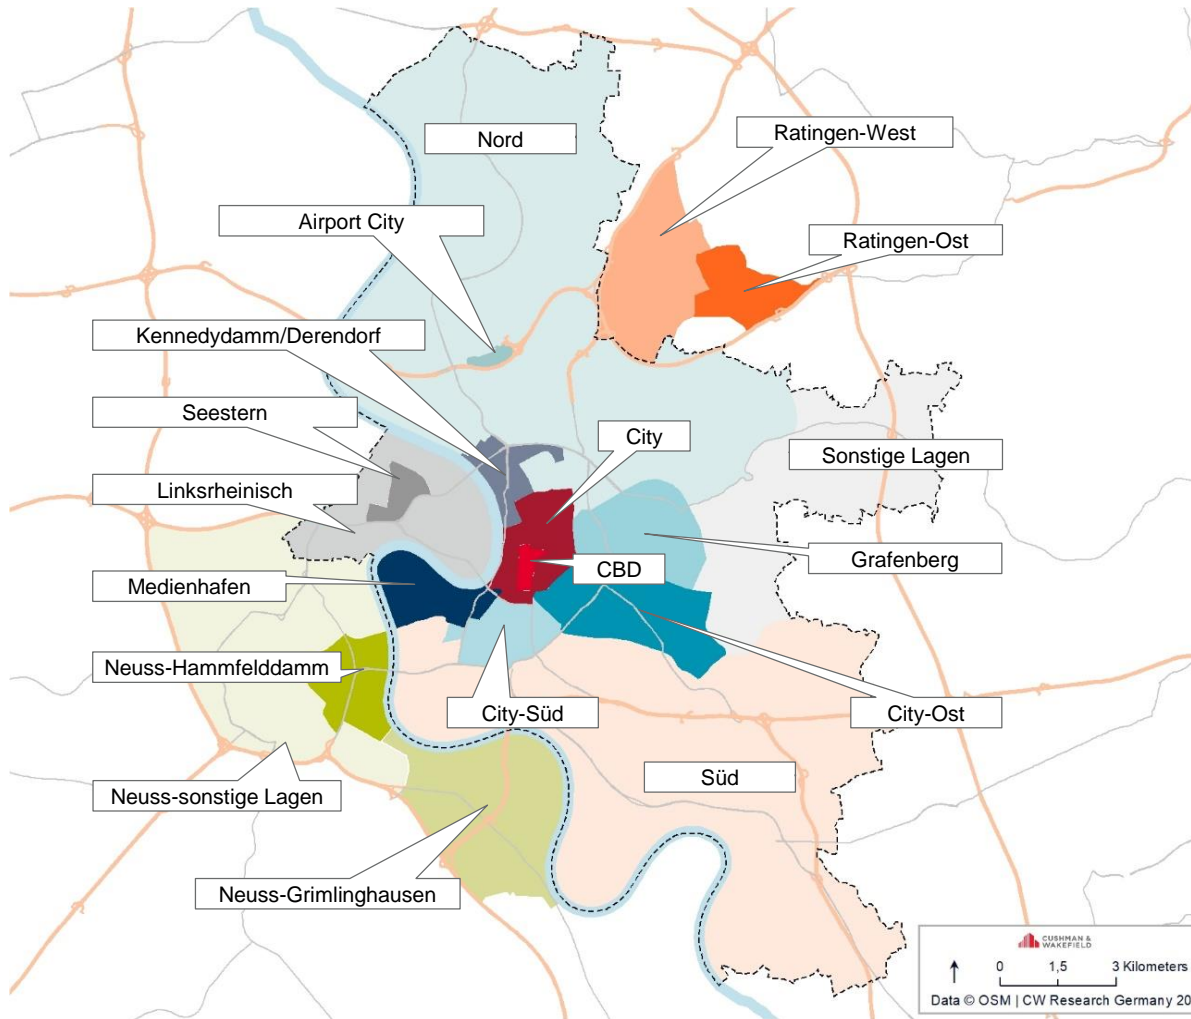 Nord
Ratingen-West
Airport City
Ratingen-Ost
Kennedydamm/Derendorf
Seestern
City
Sonstige Lagen
Linksrheinisch
Grafenberg
CBD
Medienhafen
Neuss-Hammfelddamm
City-Süd
City-Ost
Süd
Neuss-sonstige Lagen
Neuss-Grimlinghausen
CUSHMAN &
WAKEFIELD
0 1,5 3 Kilometers
Data © OSM | CW Research Germany 20